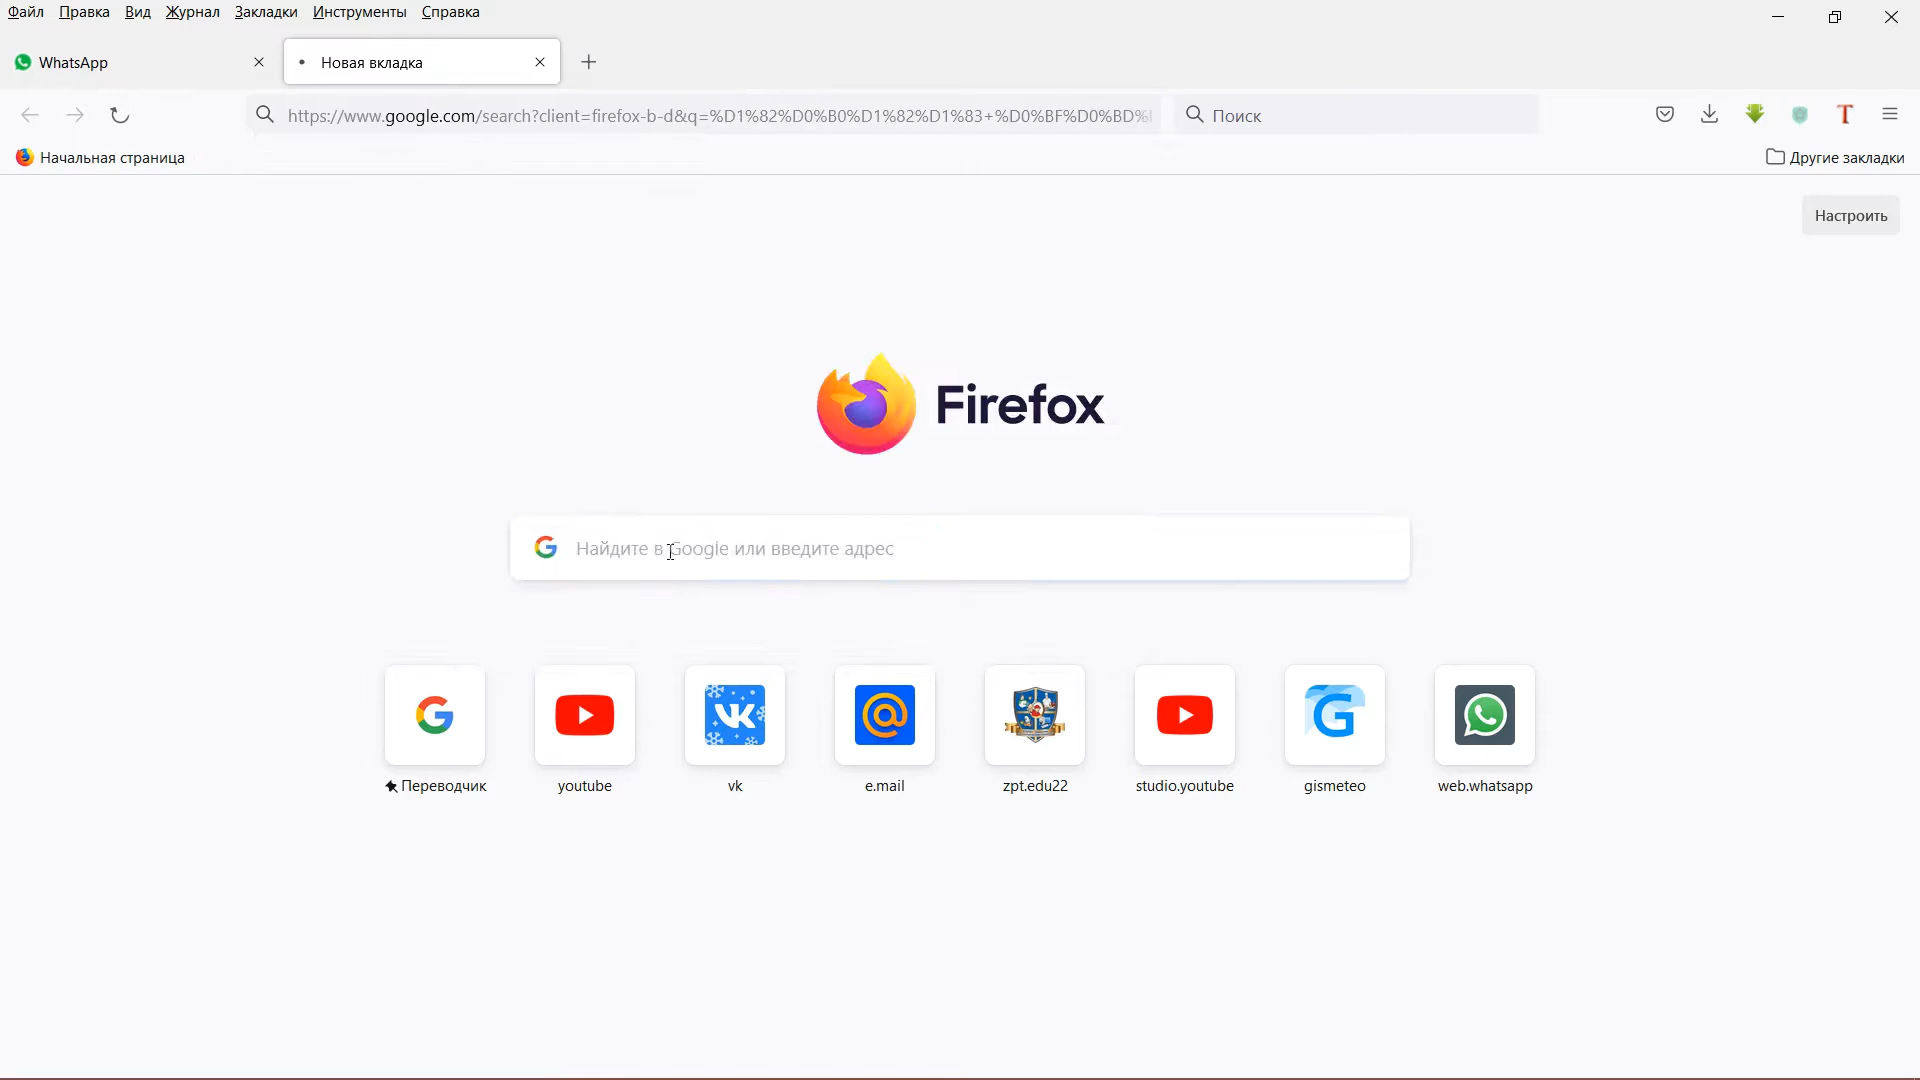 Файл Правка Вид Журнал Закладки Инструменты Справка
WhatsApp Новая вкладка
https://www.google.com/search?client=firefox-b-d&q=%D1%82%D0%B0%D1%82%D1%83+%D0%BF%D0%BD%
Поиск
Начальная страница Другие закладки
Настроить
Firefox
Найдите в Google или введите адрес
Переводчик youtube vk e.mail zpt.edu22 studio.youtube gismeteo web.whatsapp